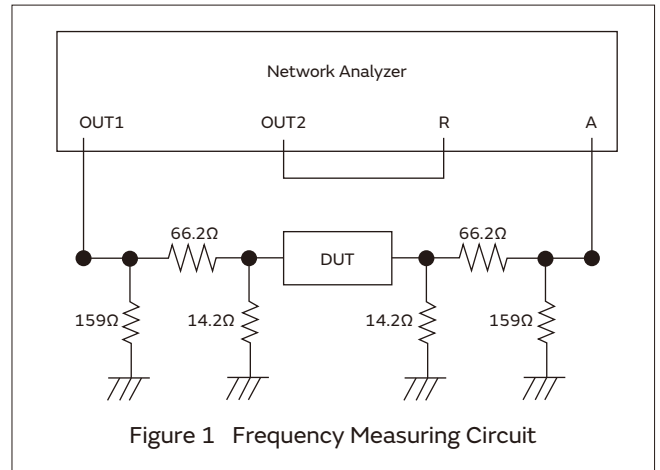 Network Analyzer
OUT1 OUT2 R A
66.2Ω 66.2Ω
DUT
159Ω 14.2Ω 14.2Ω 159Ω
Figure 1 Frequency Measuring Circuit